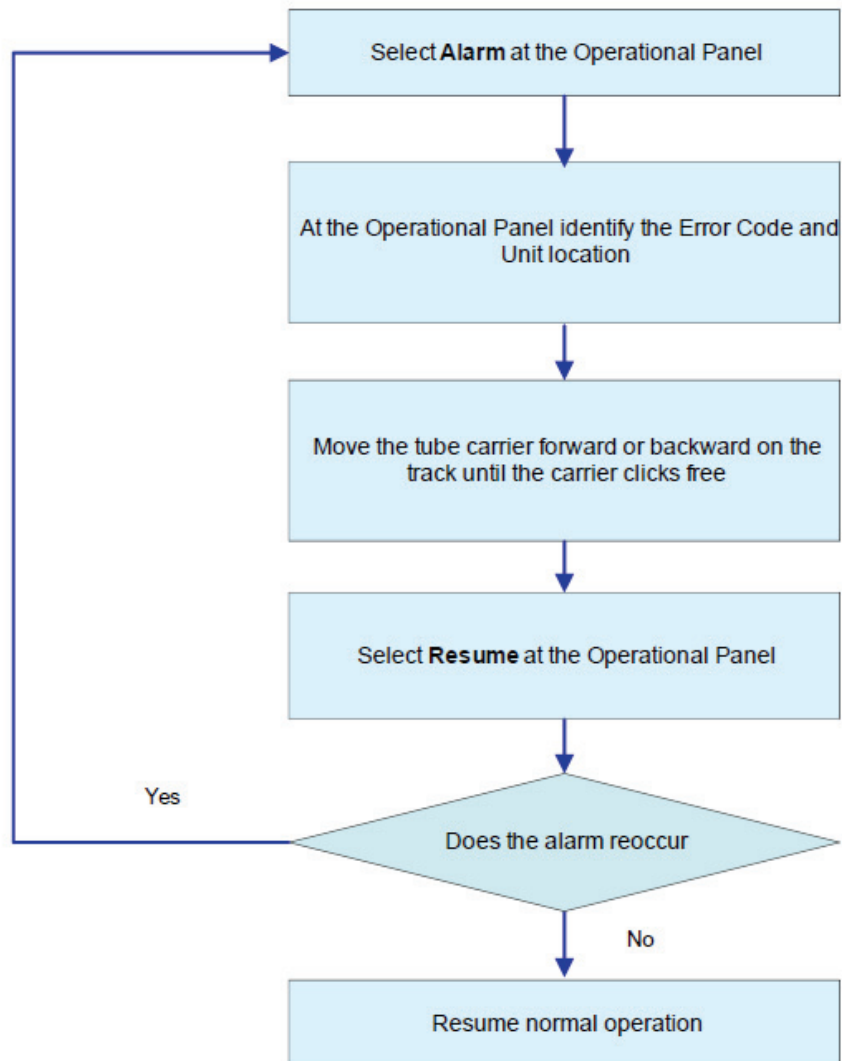 Select Alarm at the Operational Panel
At the Operational Panel identify the Error Code and
Unit location
Move the tube carrier forward or backward on the
track until the carrier clicks free
Select Resume at the Operational Panel
Yes
Does the alarm reoccur
No
Resume normal operation